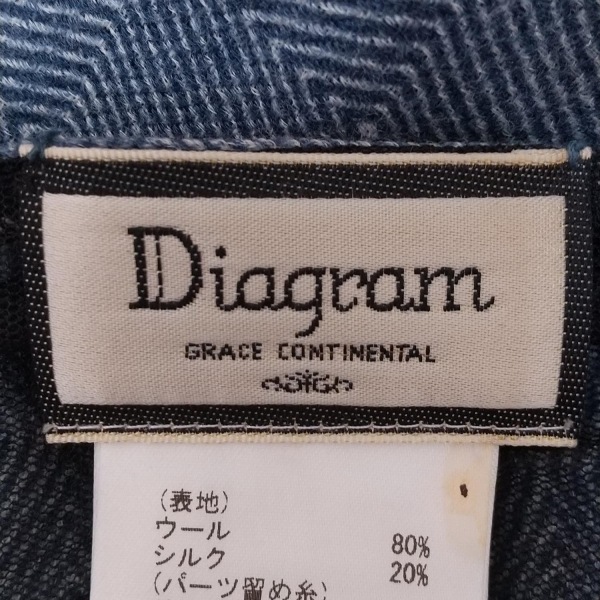 Diagram
GRACE CONTINENTAL
(表地)
ウール 80%
シルク 20%
(パーツ留め糸)